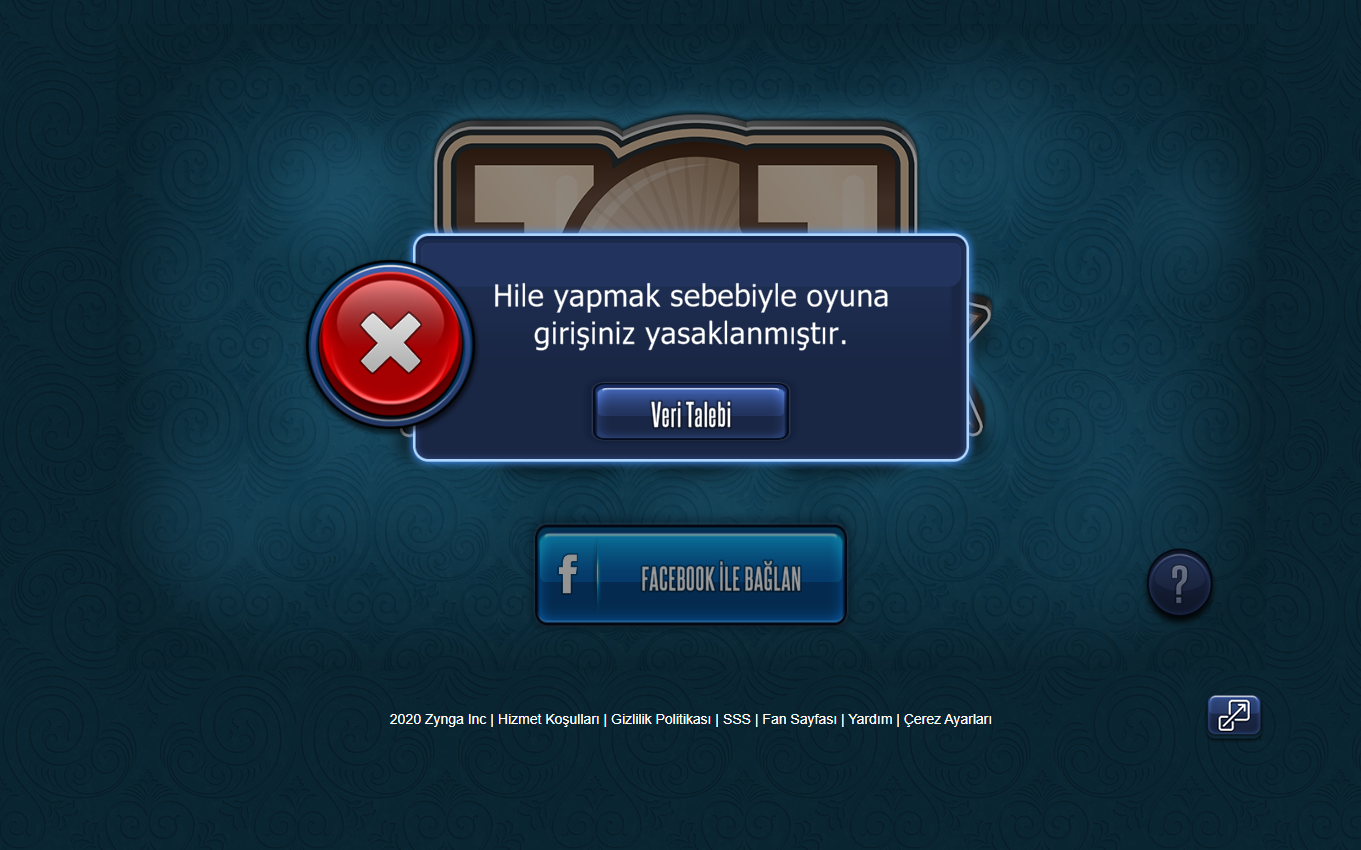 Hile yapmak sebebiyle oyuna
girişiniz yasaklanmıştır.
Veri Talebi
f
FACEBOOK İLE BAĞLAN
?
2020 Zynga Inc | Hizmet Koşulları | Gizlilik Politikası | SSS | Fan Sayfası | Yardım | Çerez Ayarları